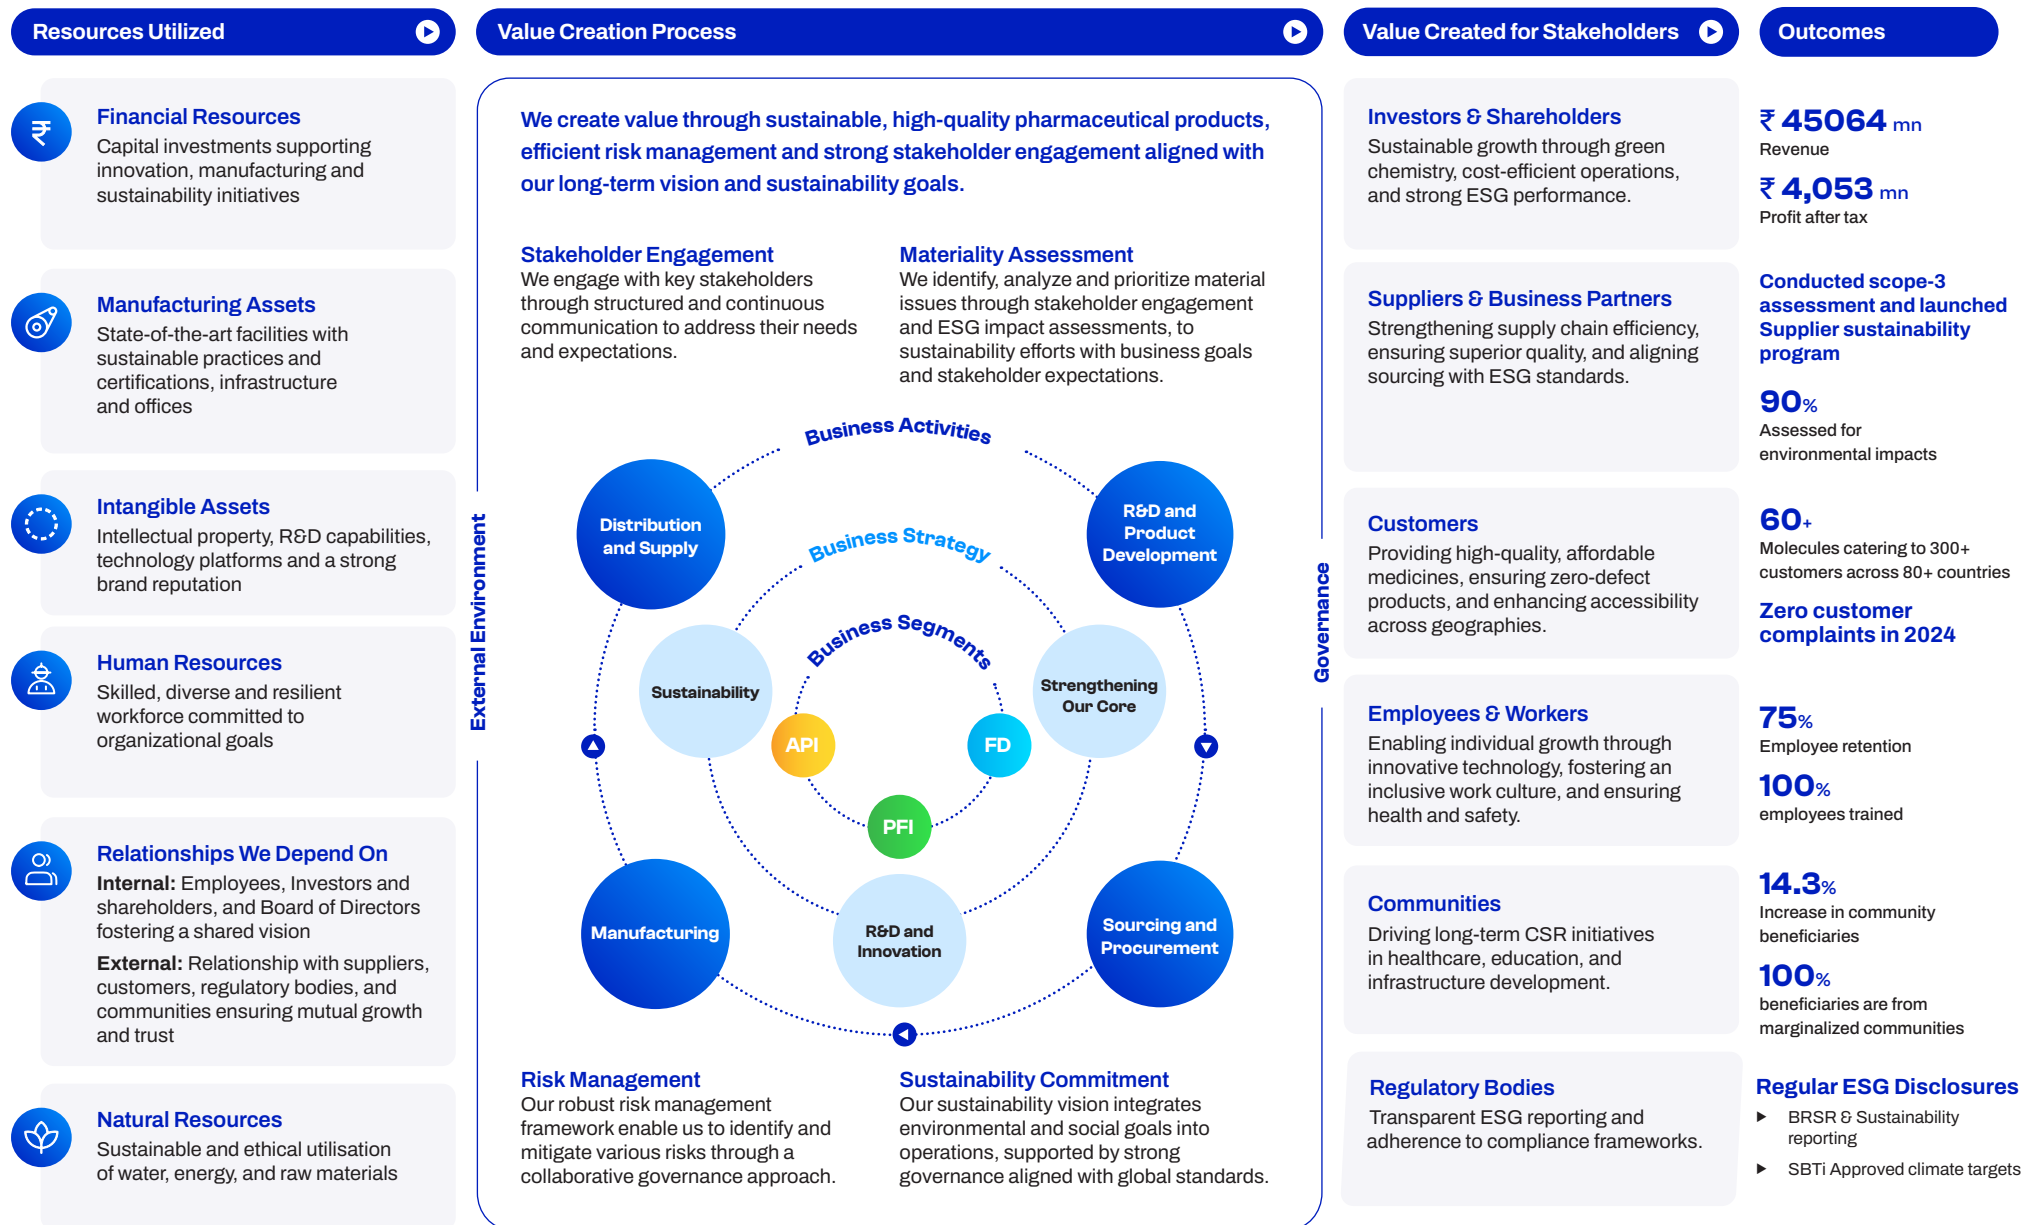 Resources Utilized
Financial Resources
Capital investments supporting
innovation, manufacturing and
sustainability initiatives
Manufacturing Assets
State-of-the-art facilities with
sustainable practices and
certifications, infrastructure
and offices
Intangible Assets
Intellectual property, R&D capabilities,
technology platforms and a strong
brand reputation
Human Resources
Skilled, diverse and resilient
workforce committed to
organizational goals
Relationships We Depend On
Internal: Employees, Investors and
shareholders, and Board of Directors
fostering a shared vision
External: Relationship with suppliers,
customers, regulatory bodies, and
communities ensuring mutual growth
and trust
Natural Resources
Sustainable and ethical utilisation
of water, energy, and raw materials
Value Creation Process
We create value through sustainable, high-quality pharmaceutical products,
efficient risk management and strong stakeholder engagement aligned with
our long-term vision and sustainability goals.
Stakeholder Engagement
We engage with key stakeholders
through structured and continuous
communication to address their needs
and expectations.
Materiality Assessment
We identify, analyze and prioritize material
issues through stakeholder engagement
and ESG impact assessments, to
sustainability efforts with business goals
and stakeholder expectations.
External Environment
Business Activities
Distribution
and Supply
R&D and
Product
Development
Business Strategy
Business Segments
Sustainability
Strengthening
Our Core
API
FD
PFI
Manufacturing
R&D and
Innovation
Sourcing and
Procurement
Governance
Risk Management
Our robust risk management
framework enable us to identify and
mitigate various risks through a
collaborative governance approach.
Sustainability Commitment
Our sustainability vision integrates
environmental and social goals into
operations, supported by strong
governance aligned with global standards.
Value Created for Stakeholders
Investors & Shareholders
Sustainable growth through green
chemistry, cost-efficient operations,
and strong ESG performance.
Suppliers & Business Partners
Strengthening supply chain efficiency,
ensuring superior quality, and aligning
sourcing with ESG standards.
Customers
Providing high-quality, affordable
medicines, ensuring zero-defect
products, and enhancing accessibility
across geographies.
Employees & Workers
Enabling individual growth through
innovative technology, fostering an
inclusive work culture, and ensuring
health and safety.
Communities
Driving long-term CSR initiatives
in healthcare, education, and
infrastructure development.
Regulatory Bodies
Transparent ESG reporting and
adherence to compliance frameworks.
Outcomes
₹ 45064 mn
Revenue
₹ 4,053 mn
Profit after tax
Conducted scope-3
assessment and launched
Supplier sustainability
program
90%
Assessed for
environmental impacts
60+
Molecules catering to 300+
customers across 80+ countries
Zero customer
complaints in 2024
75%
Employee retention
100%
employees trained
14.3%
Increase in community
beneficiaries
100%
beneficiaries are from
marginalized communities
Regular ESG Disclosures
BRSR & Sustainability
reporting
SBTi Approved climate targets